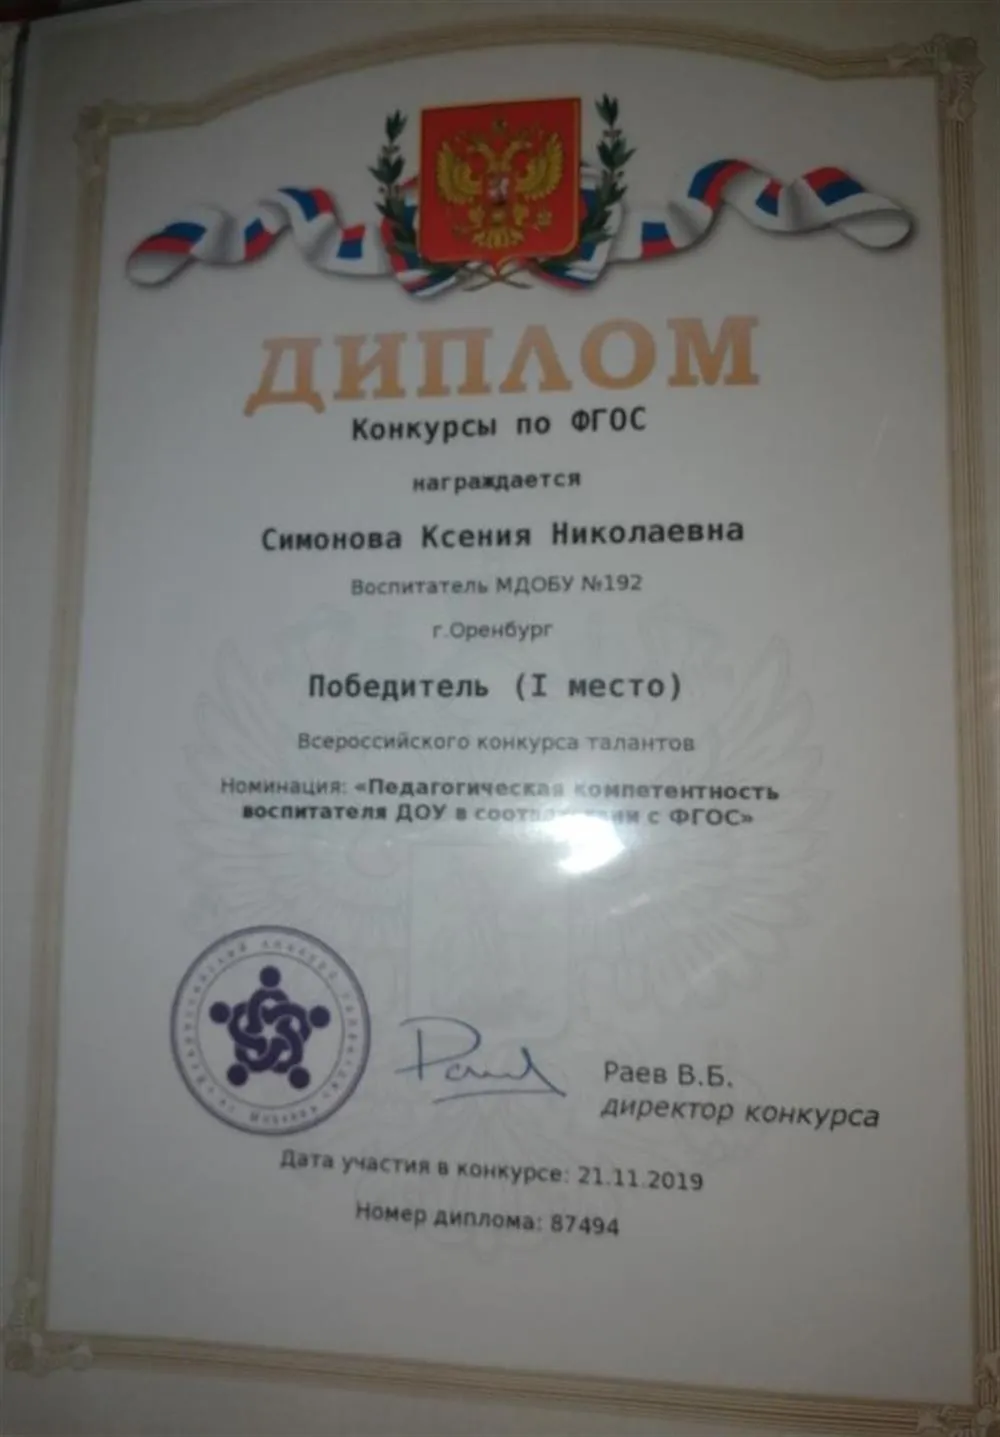 ДИПЛОМ
Конкурсы по ФГОС
награждается
Симонова Ксения Николаевна
Воспитатель МДОБУ №192
г.Оренбург
Победитель (I место)
Всероссийского конкурса талантов
Номинация: «Педагогическая компетентность
воспитателя ДОУ в соответствии с ФГОС»
Раев В.Б.
директор конкурса
Дата участия в конкурсе: 21.11.2019
Номер диплома: 87494